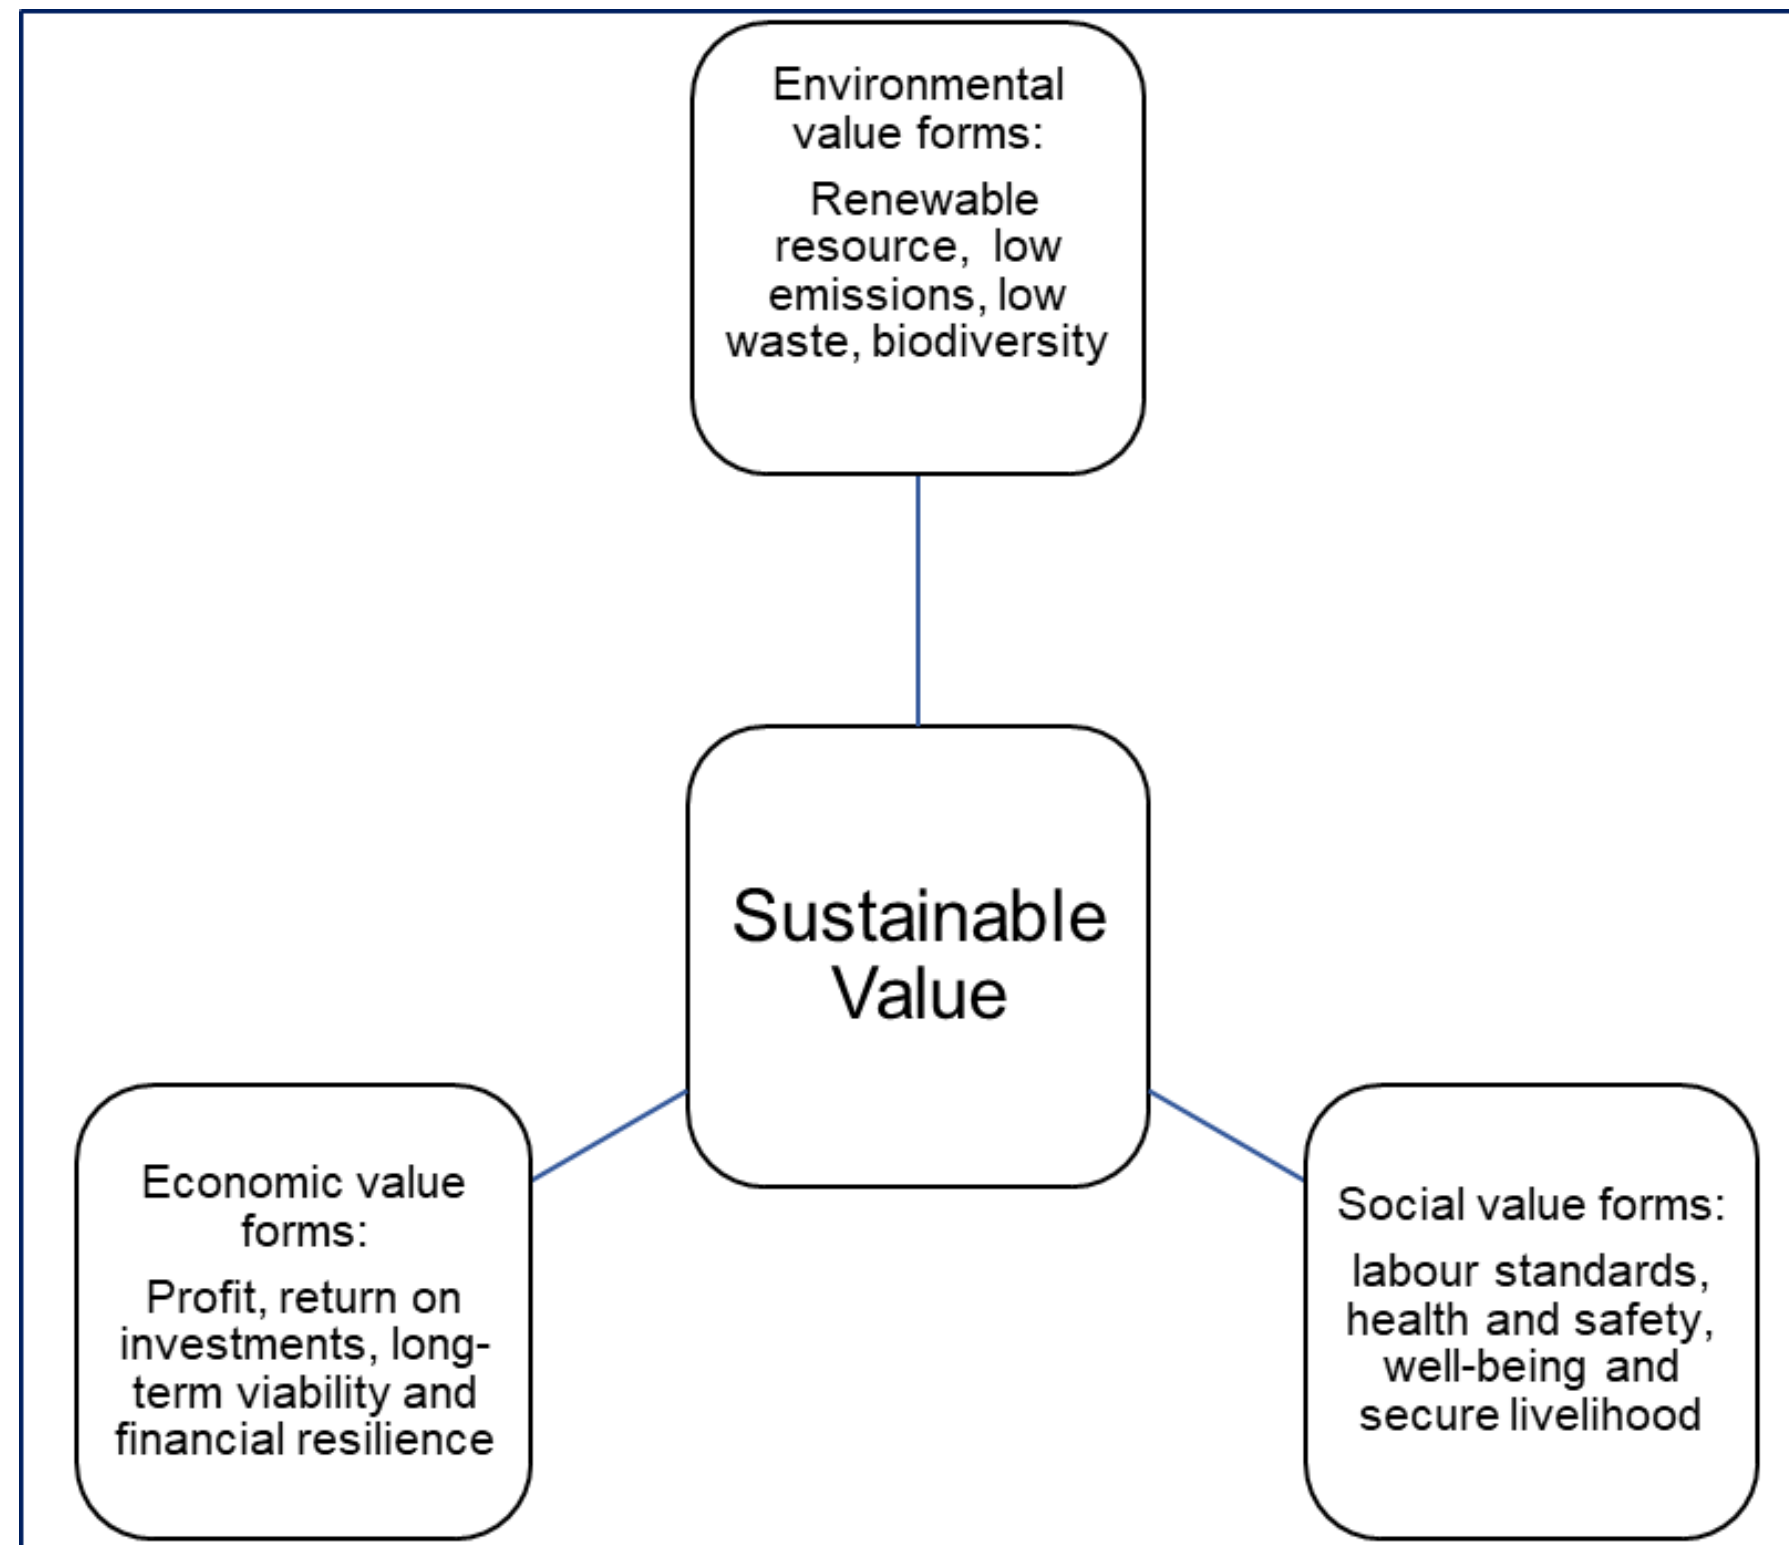 Environmental
value forms:
Renewable
resource, low
emissions, low
waste, biodiversity
Sustainable
Value
Economic value
forms:
Profit, return on
investments, long-
term viability and
financial resilience
Social value forms:
labour standards,
health and safety,
well-being and
secure livelihood